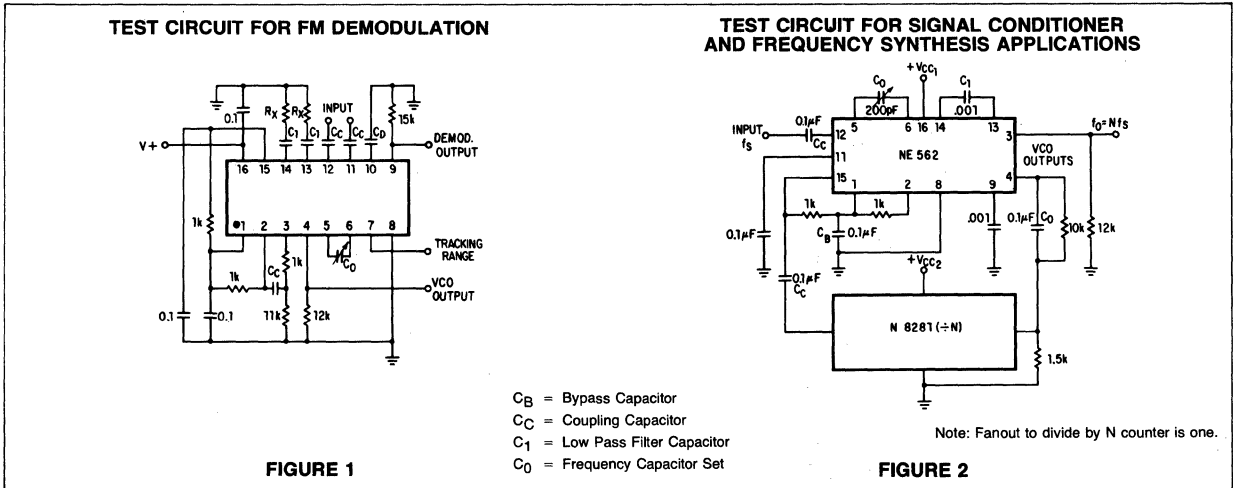 TEST CIRCUIT FOR FM DEMODULATION
0.1
RX
RX
INPUT
C1
C1
CC
CC
CD
15k
V+
DEMOD.
OUTPUT
16 15 14 13 12 11 10 9
1k
1 2 3 4 5 6 7 8
1k
CC
1k
C0
TRACKING
RANGE
VCO
OUTPUT
0.1
0.1
11k
12k
FIGURE 1
TEST CIRCUIT FOR SIGNAL CONDITIONER
AND FREQUENCY SYNTHESIS APPLICATIONS
+VCC1
C0
200pF
C1
.001
5 6 16 14 13
INPUT
fS
0.1µF
CC
12
11
15
NE 562
3
4
fO=NfS
VCO
OUTPUTS
1 2 8 9
1k
1k
0.1µF
CB
0.1µF
.001
0.1µF
C0
10k
12k
+VCC2
0.1µF
CC
N 8281 (÷N)
1.5k
CB = Bypass Capacitor
CC = Coupling Capacitor
C1 = Low Pass Filter Capacitor
C0 = Frequency Capacitor Set
Note: Fanout to divide by N counter is one.
FIGURE 2